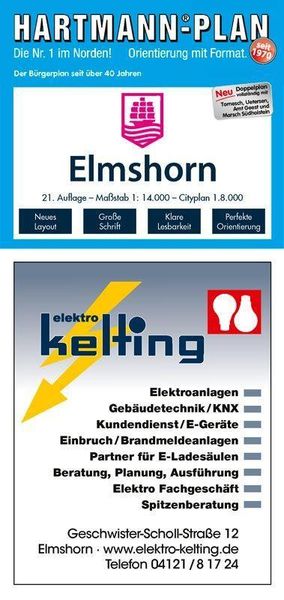 HARTMANN®-PLAN
Die Nr. 1 im Norden! Orientierung mit Format.
seit 1970
Der Bürgerplan seit über 40 Jahren
Neu Doppelplan
vollständig mit
Tornesch, Uetersen,
Amt Geest und
Marsch Südholstein
Elmshorn
21. Auflage – Maßstab 1: 14.000 – Cityplan 1.8.000
Neues
Layout
Große
Schrift
Klare
Lesbarkeit
Perfekte
Orientierung
elektro
kelting
Elektroanlagen
Gebäudetechnik/KNX
Kundendienst/E-Geräte
Einbruch/Brandmeldeanlagen
Partner für E-Ladesäulen
Beratung, Planung, Ausführung
Elektro Fachgeschäft
Spitzenberatung
Geschwister-Scholl-Straße 12
Elmshorn · www.elektro-kelting.de
Telefon 04121/8 17 24